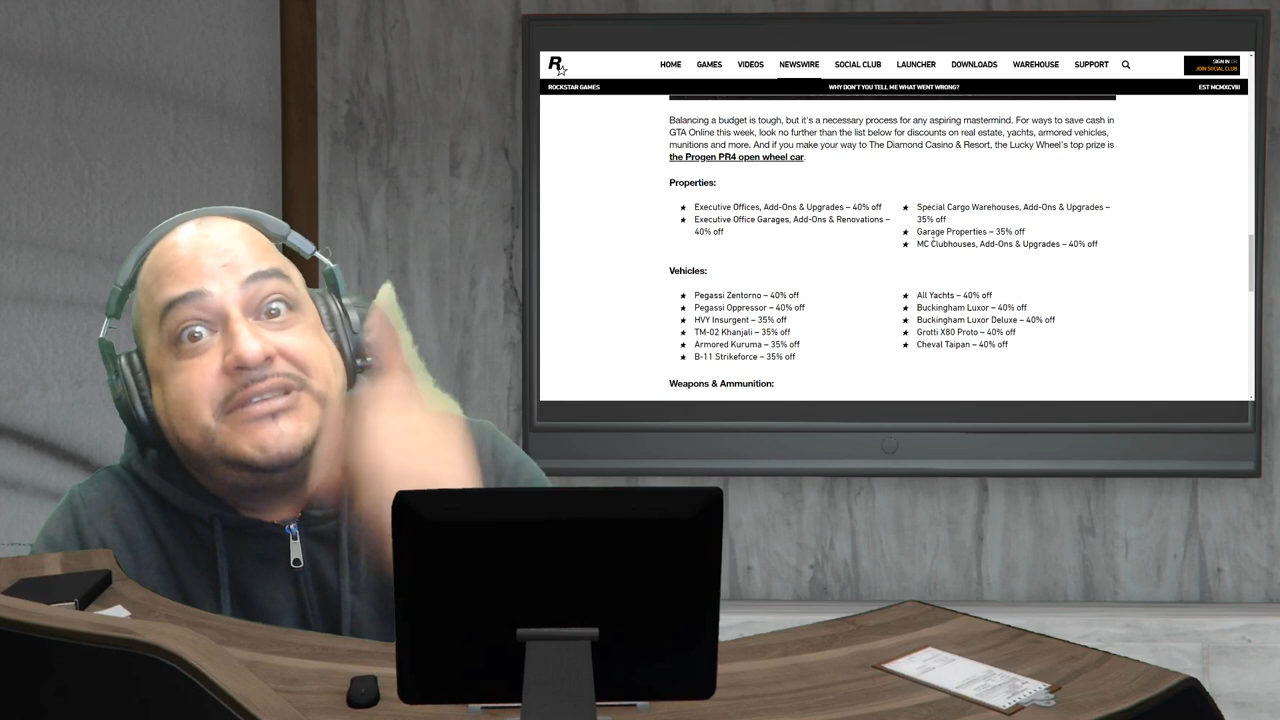 R
HOME GAMES VIDEOS NEWSWIRE SOCIAL CLUB LAUNCHER DOWNLOADS WAREHOUSE SUPPORT
SIGN IN OR
JOIN SOCIAL CLUB
ROCKSTAR GAMES WHY DON'T YOU TELL ME WHAT WENT WRONG? EST MCMXCVIII
Balancing a budget is tough, but it's a necessary process for any aspiring mastermind. For ways to save cash in
GTA Online this week, look no further than the list below for discounts on real estate, yachts, armored vehicles,
munitions and more. And if you make your way to The Diamond Casino & Resort, the Lucky Wheel's top prize is
the Progen PR4 open wheel car.
Properties:
Executive Offices, Add-Ons & Upgrades – 40% off
Executive Office Garages, Add-Ons & Renovations –
40% off
Special Cargo Warehouses, Add-Ons & Upgrades –
35% off
Garage Properties – 35% off
MC Clubhouses, Add-Ons & Upgrades – 40% off
Vehicles:
Pegassi Zentorno – 40% off
Pegassi Oppressor – 40% off
HVY Insurgent – 35% off
TM-02 Khanjali – 35% off
Armored Kuruma – 35% off
B-11 Strikeforce – 35% off
All Yachts – 40% off
Buckingham Luxor – 40% off
Buckingham Luxor Deluxe – 40% off
Grotti X80 Proto – 40% off
Cheval Taipan – 40% off
Weapons & Ammunition: